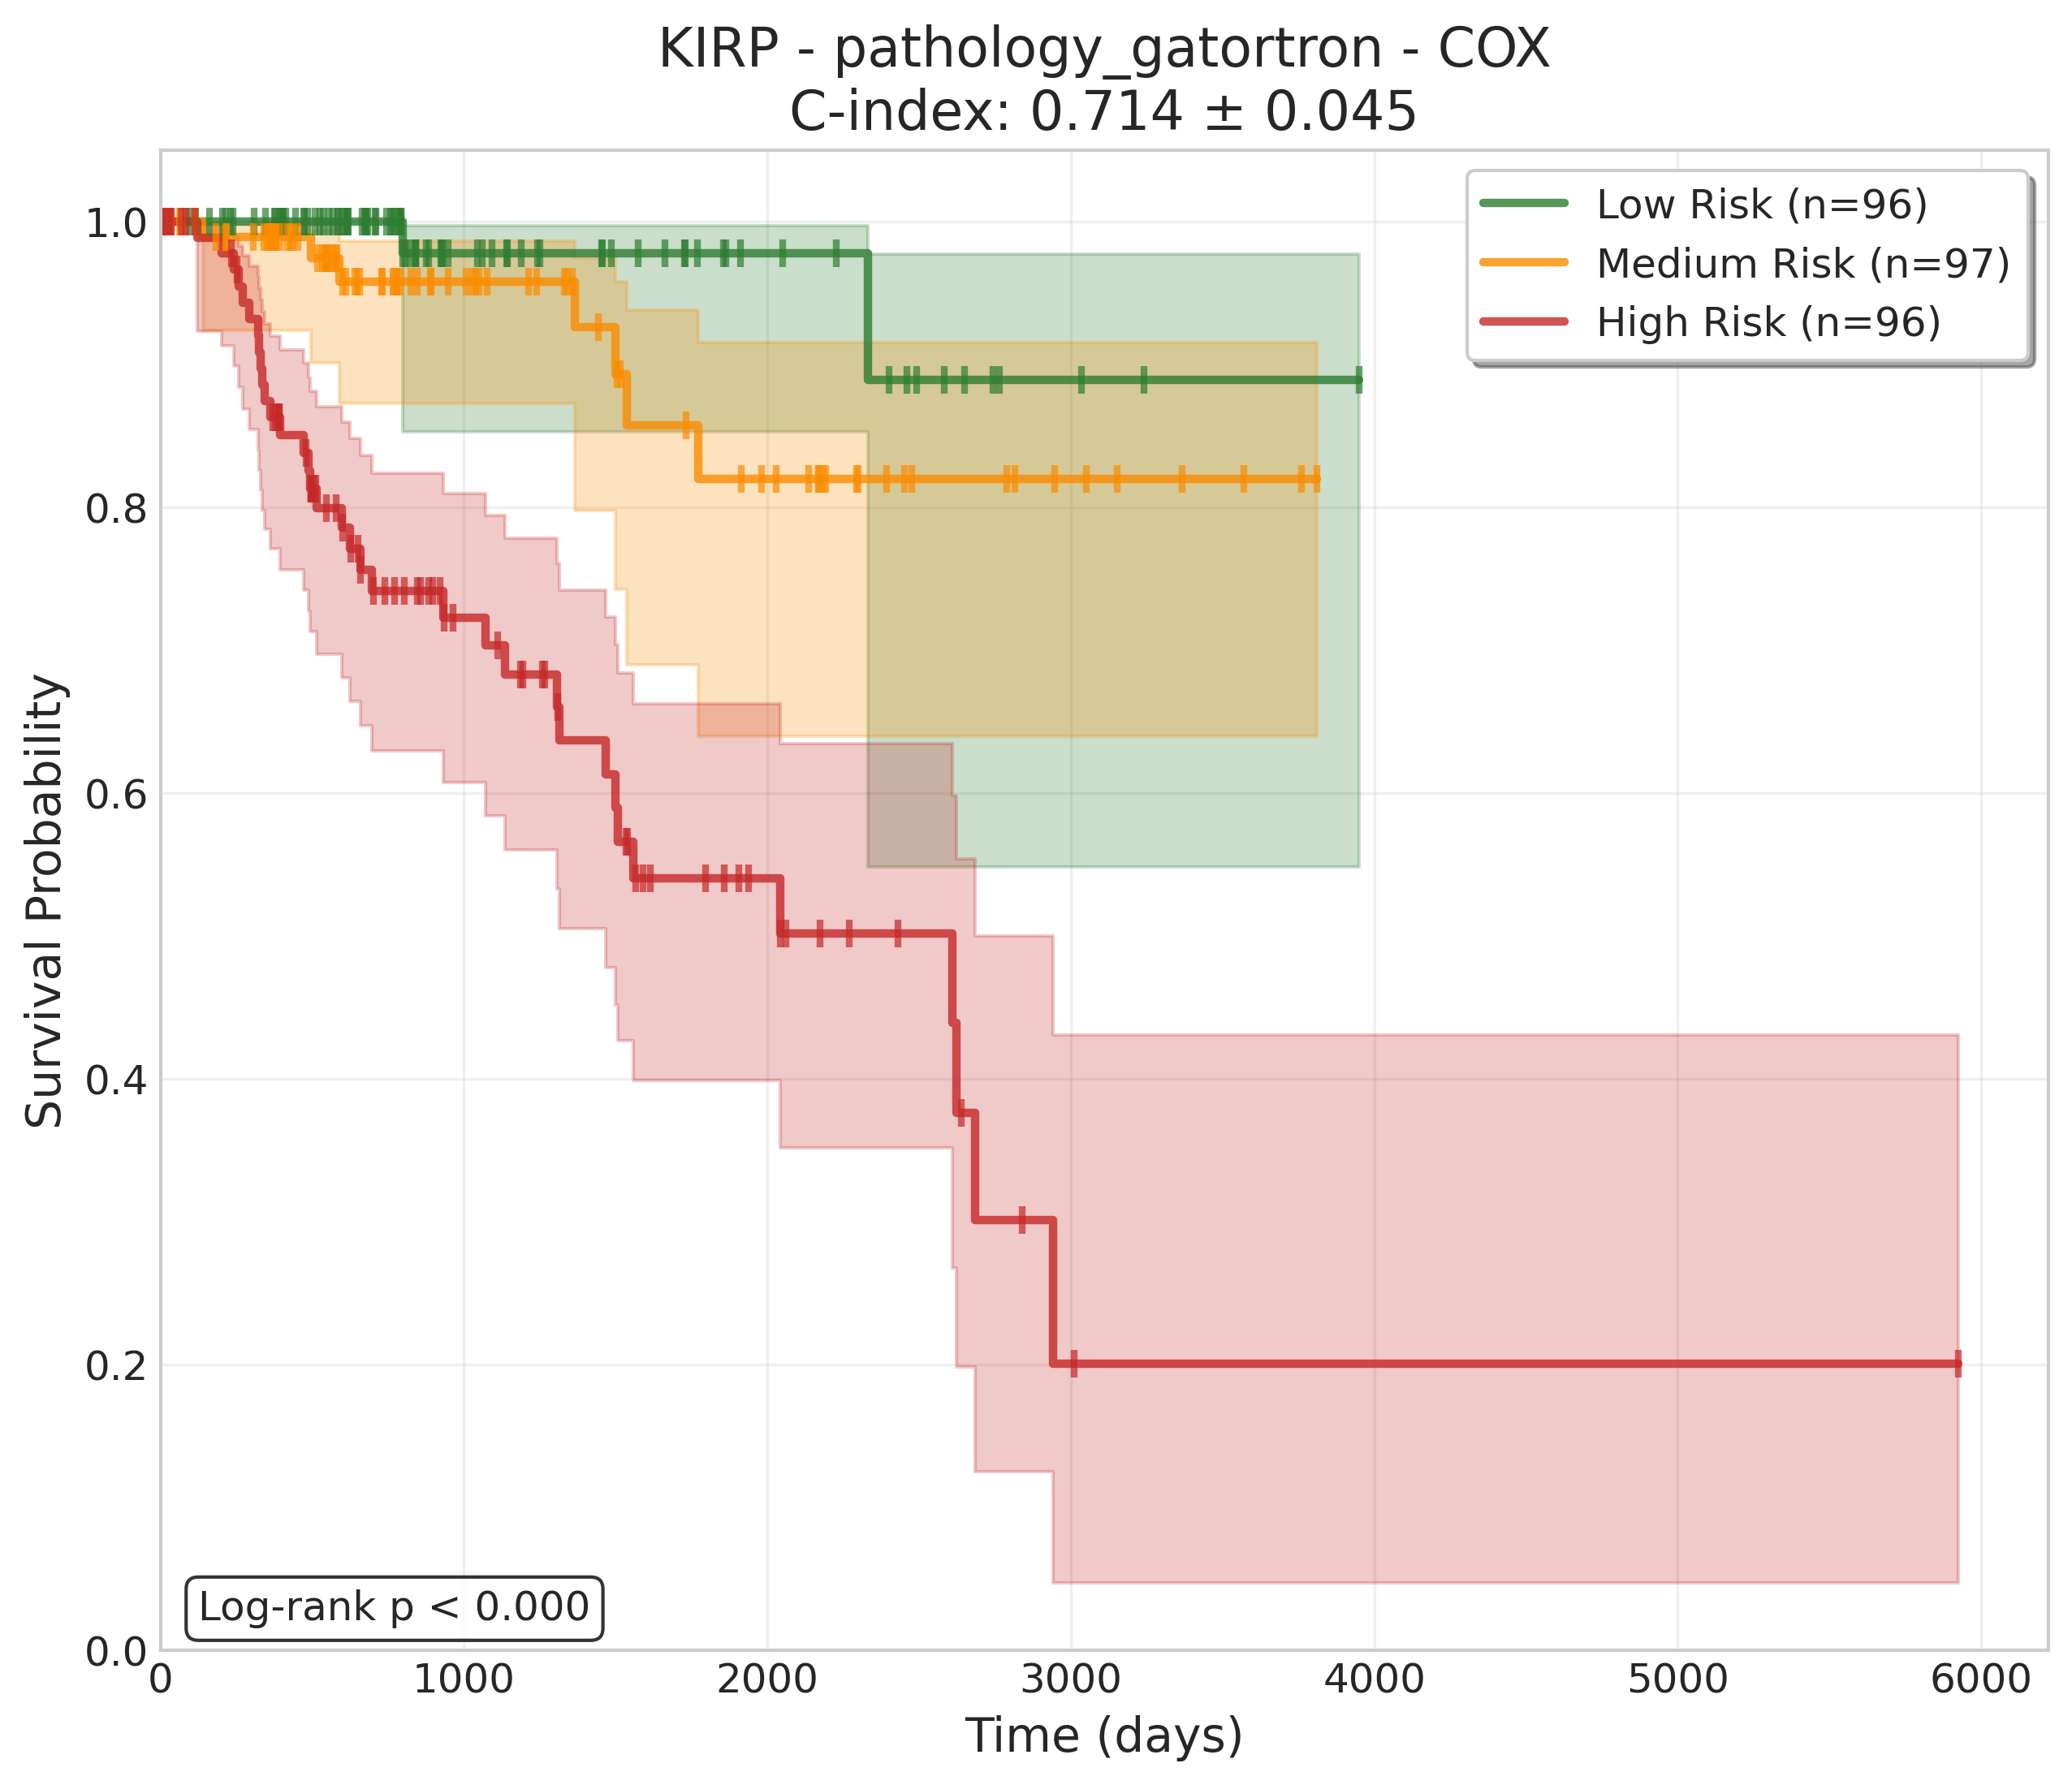 KIRP - pathology_gatortron - COX
C-index: 0.714 ± 0.045
Low Risk (n=96)
Medium Risk (n=97)
High Risk (n=96)
Survival Probability
1.0
0.8
0.6
0.4
0.2
0.0
Log-rank p < 0.000
0 1000 2000 3000 4000 5000 6000
Time (days)